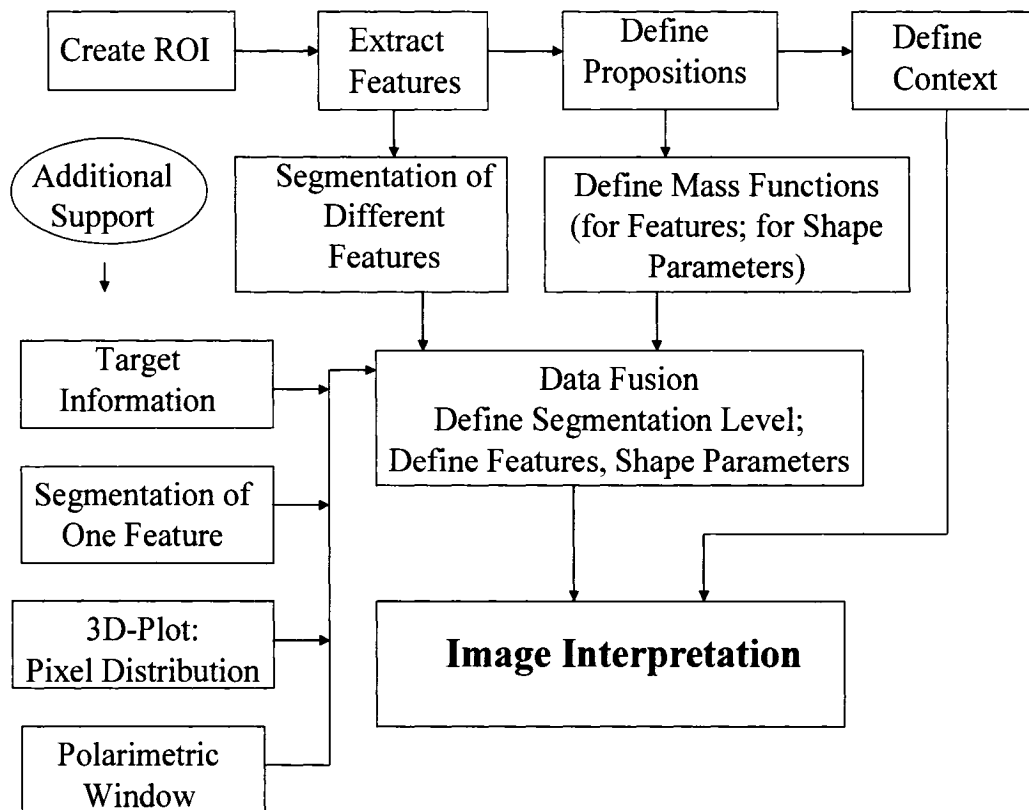 Create ROI
Extract
Features
Define
Propositions
Define
Context
Additional
Support
Segmentation of
Different
Features
Define Mass Functions
(for Features; for Shape
Parameters)
Target
Information
Data Fusion
Define Segmentation Level;
Define Features, Shape Parameters
Segmentation of
One Feature
3D-Plot:
Pixel Distribution
Image Interpretation
Polarimetric
Window